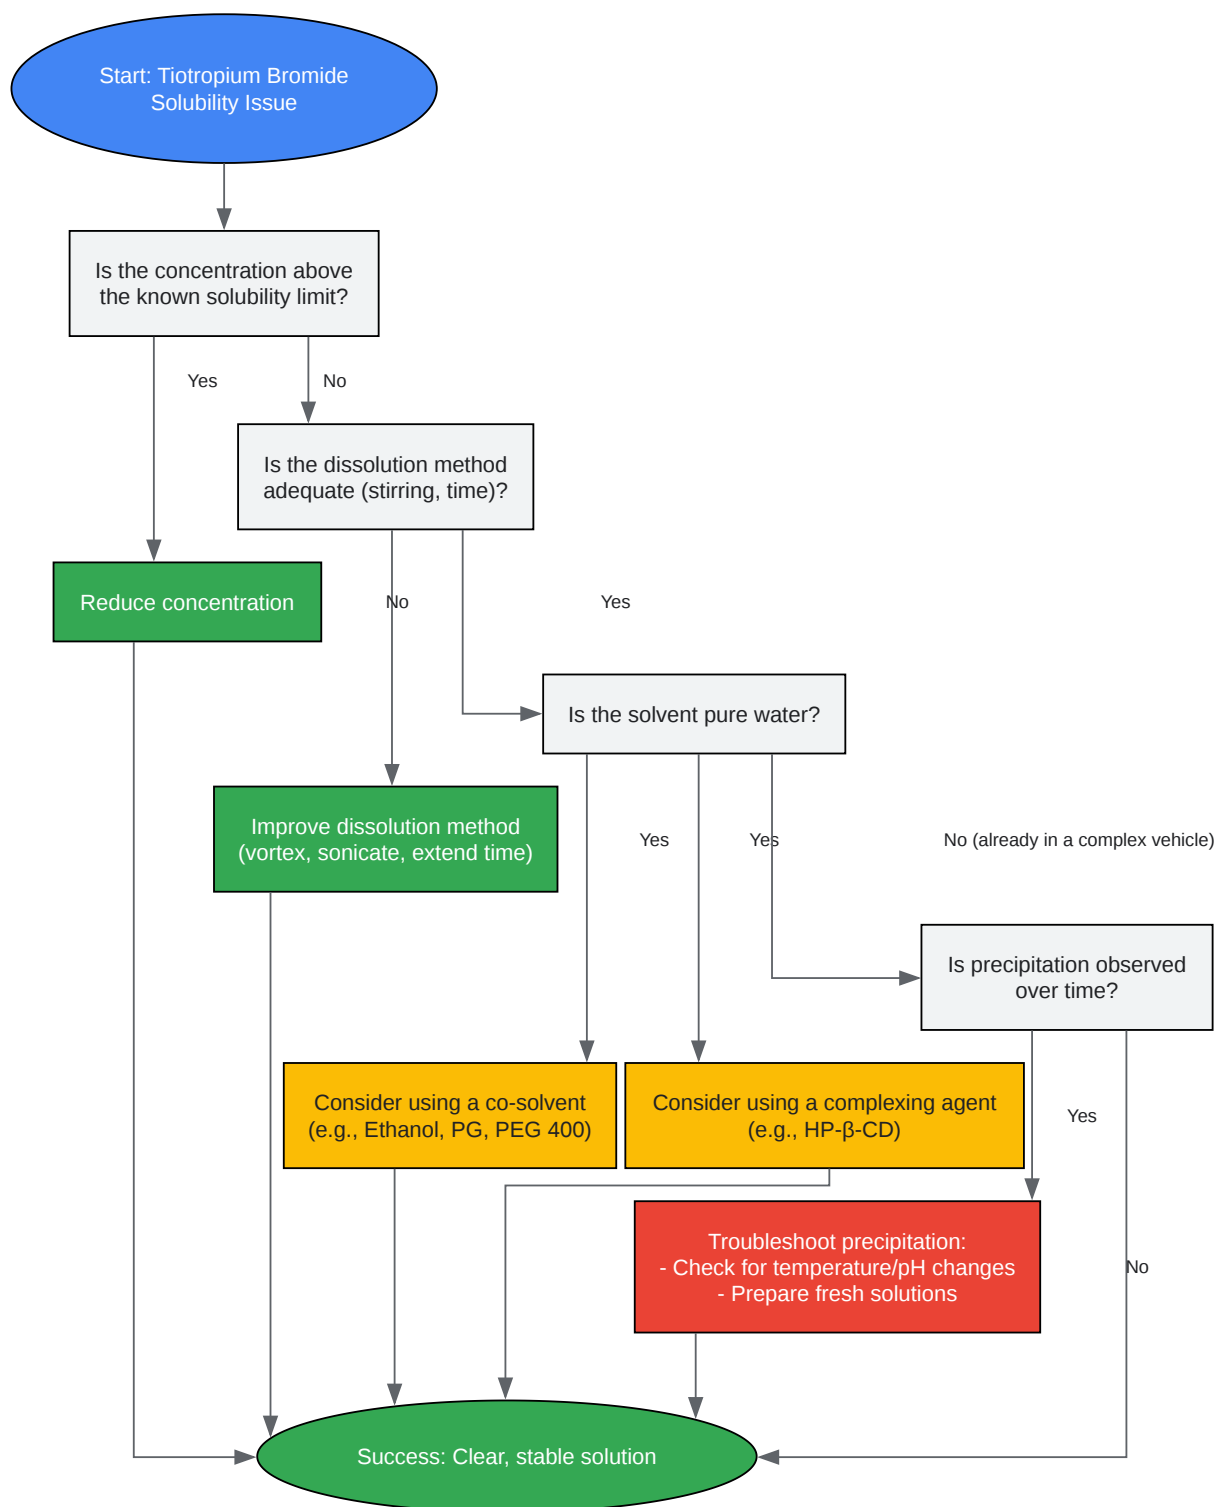 Start: Tiotropium Bromide
Solubility Issue
Is the concentration above
the known solubility limit?
Yes
No
Is the dissolution method
adequate (stirring, time)?
Reduce concentration
No
Yes
Is the solvent pure water?
Improve dissolution method
(vortex, sonicate, extend time)
Yes
Yes
No (already in a complex vehicle)
Is precipitation observed
over time?
Consider using a co-solvent
(e.g., Ethanol, PG, PEG 400)
Consider using a complexing agent
(e.g., HP-β-CD)
Yes
Troubleshoot precipitation:
- Check for temperature/pH changes
- Prepare fresh solutions
No
Success: Clear, stable solution